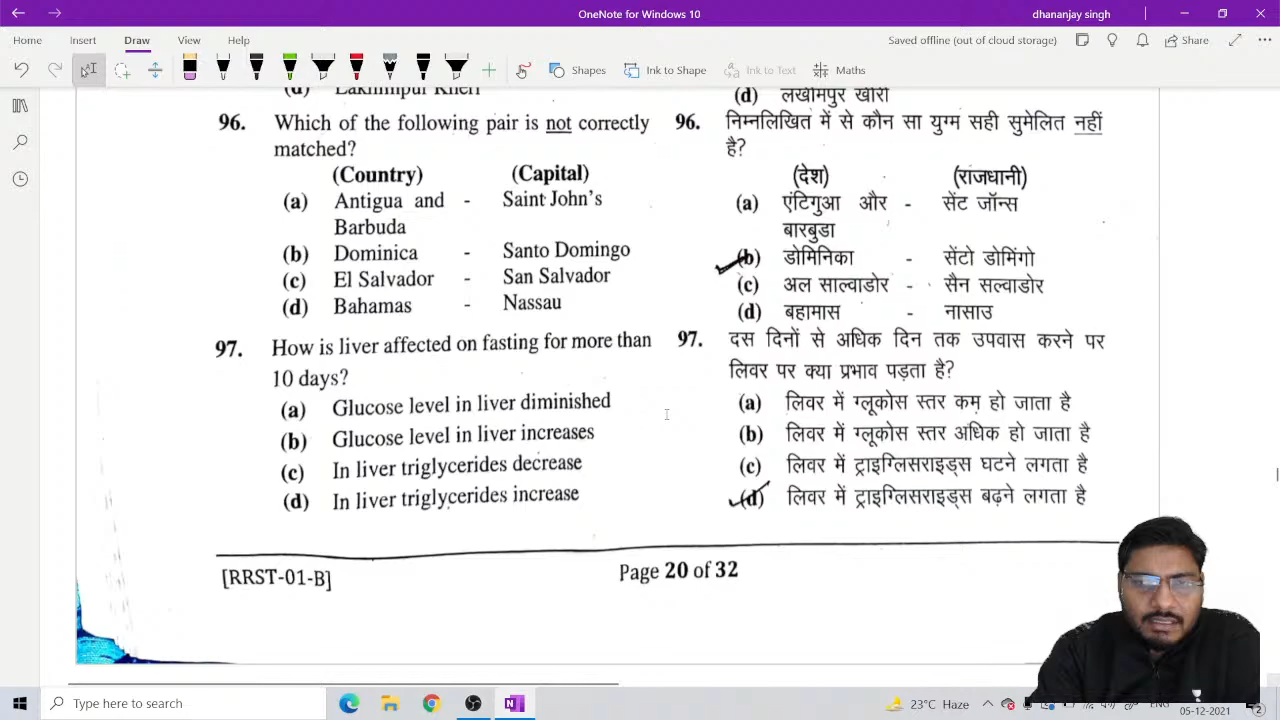 OneNote for Windows 10
dhananjay singh
Home Insert Draw View Help
Saved offline (out of cloud storage)
Share
Shapes
Ink to Shape
Ink to Text
Maths
(d) Lakhimpur Kheri
(d) लखीमपुर खीरी
96. Which of the following pair is not correctly
matched?
(Country) (Capital)
(a) Antigua and - Saint John's
Barbuda
(b) Dominica - Santo Domingo
(c) El Salvador - San Salvador
(d) Bahamas - Nassau
97. How is liver affected on fasting for more than
10 days?
(a) Glucose level in liver diminished
(b) Glucose level in liver increases
(c) In liver triglycerides decrease
(d) In liver triglycerides increase
96. निम्नलिखित में से कौन सा युग्म सही सुमेलित नहीं
है?
(देश) (राजधानी)
(a) एंटिगुआ और - सेंट जॉन्स
बारबुडा
(b) डोमिनिका - सेंटो डोमिंगो
(c) अल साल्वाडोर - सैन सल्वाडोर
(d) बहामास - नासाउ
97. दस दिनों से अधिक दिन तक उपवास करने पर
लिवर पर क्या प्रभाव पड़ता है?
(a) लिवर में ग्लूकोस स्तर कम हो जाता है
(b) लिवर में ग्लूकोस स्तर अधिक हो जाता है
(c) लिवर में ट्राइग्लिसराइड्स घटने लगता है
(d) लिवर में ट्राइग्लिसराइड्स बढ़ने लगता है
[RRST-01-B]
Page 20 of 32
Type here to search
23°C Haze
ENG
05-12-2021